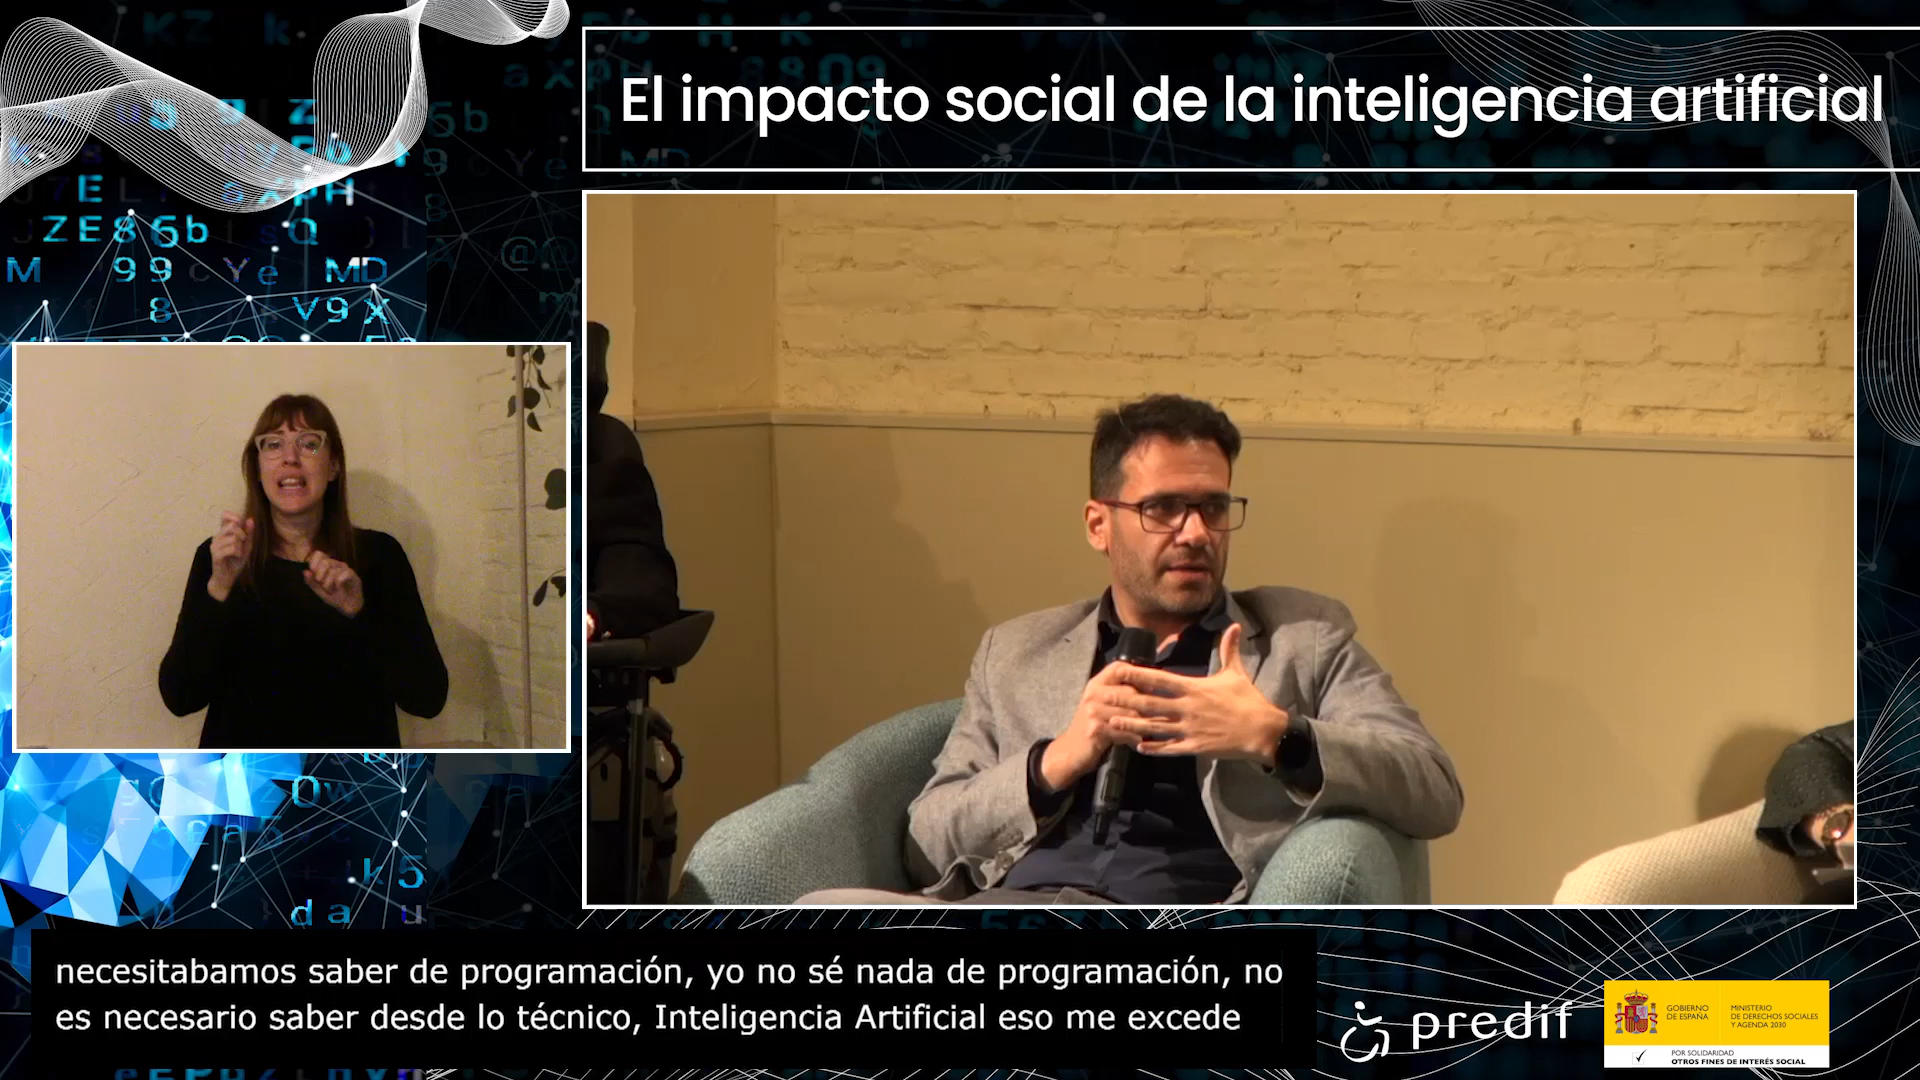 El impacto social de la inteligencia artificial
necesitabamos saber de programación, yo no sé nada de programación, no
es necesario saber desde lo técnico, Inteligencia Artificial eso me excede
predif
GOBIERNO
DE ESPAÑA
MINISTERIO
DE DERECHOS SOCIALES
Y AGENDA 2030
POR SOLIDARIDAD
OTROS FINES DE INTERÉS SOCIAL